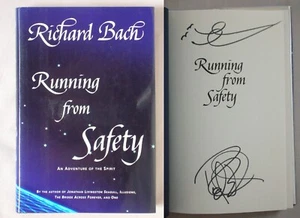 Richard Bach
Running
from
Safety
AN ADVENTURE OF THE SPIRIT
BY THE AUTHOR OF JONATHAN LIVINGSTON SEAGULL, ILLUSIONS,
THE BRIDGE ACROSS FOREVER, AND ONE
Running
from
Safety